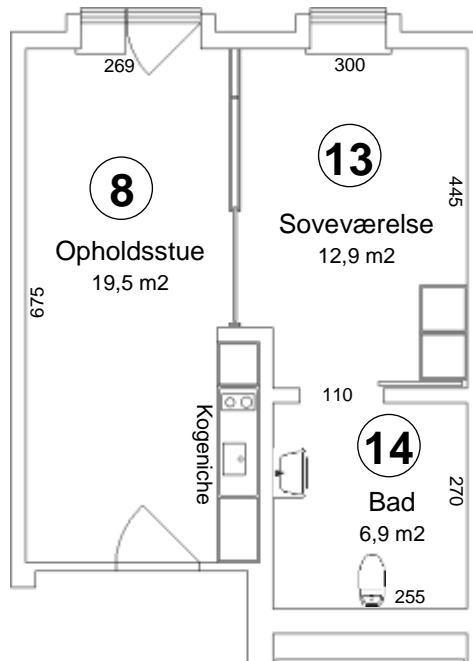 269
300
8
13
445
Opholdsstue
19,5 m2
Soveværelse
12,9 m2
675
110
Kogeniche
14
270
Bad
6,9 m2
255